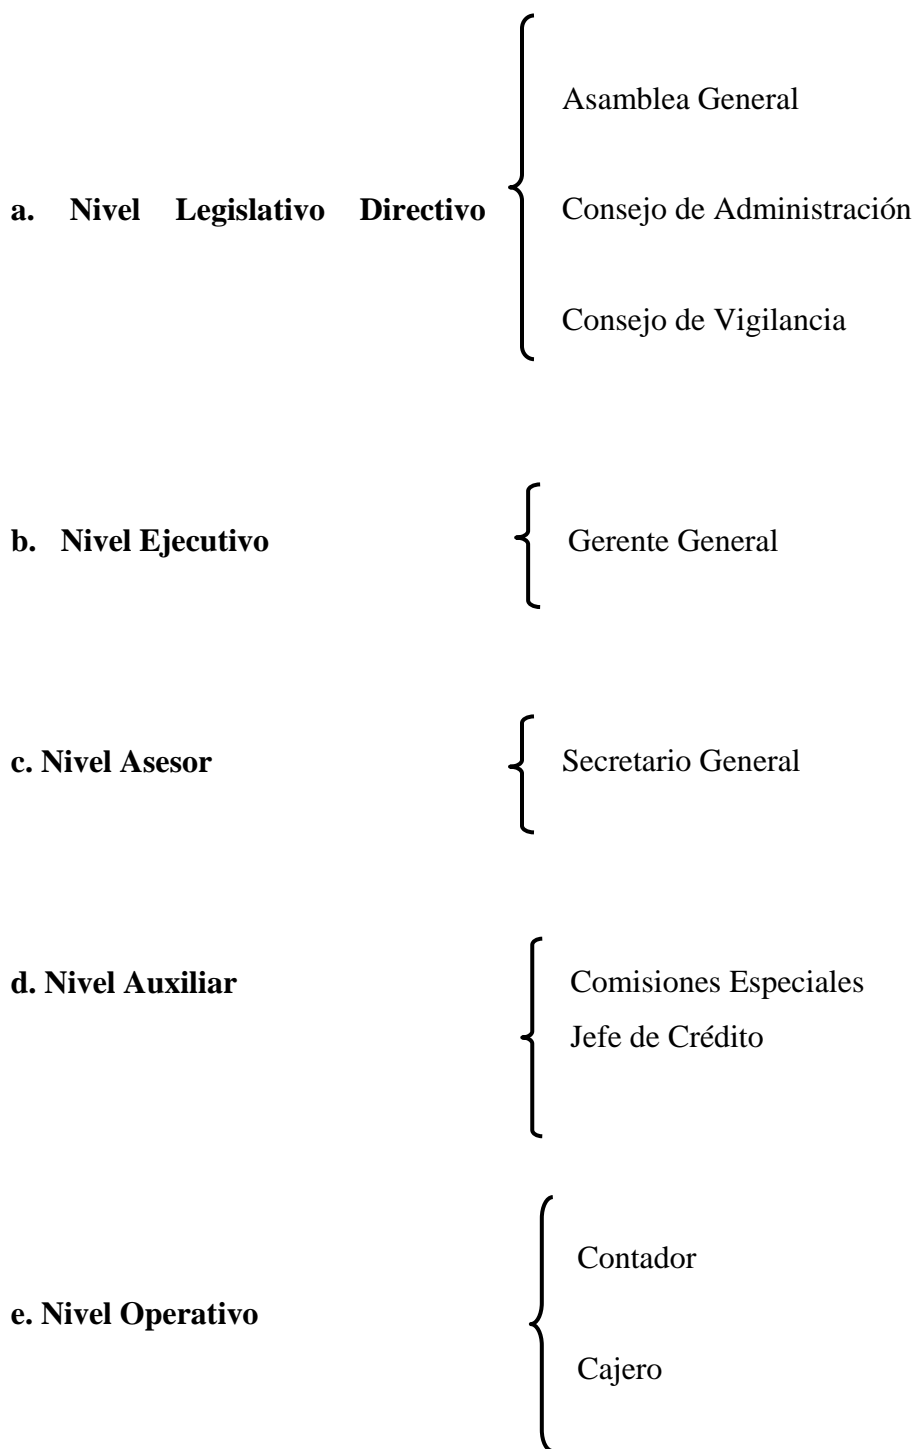 Asamblea General
a. Nivel Legislativo Directivo Consejo de Administración
Consejo de Vigilancia
b. Nivel Ejecutivo Gerente General
c. Nivel Asesor Secretario General
d. Nivel Auxiliar Comisiones Especiales
Jefe de Crédito
Contador
e. Nivel Operativo
Cajero